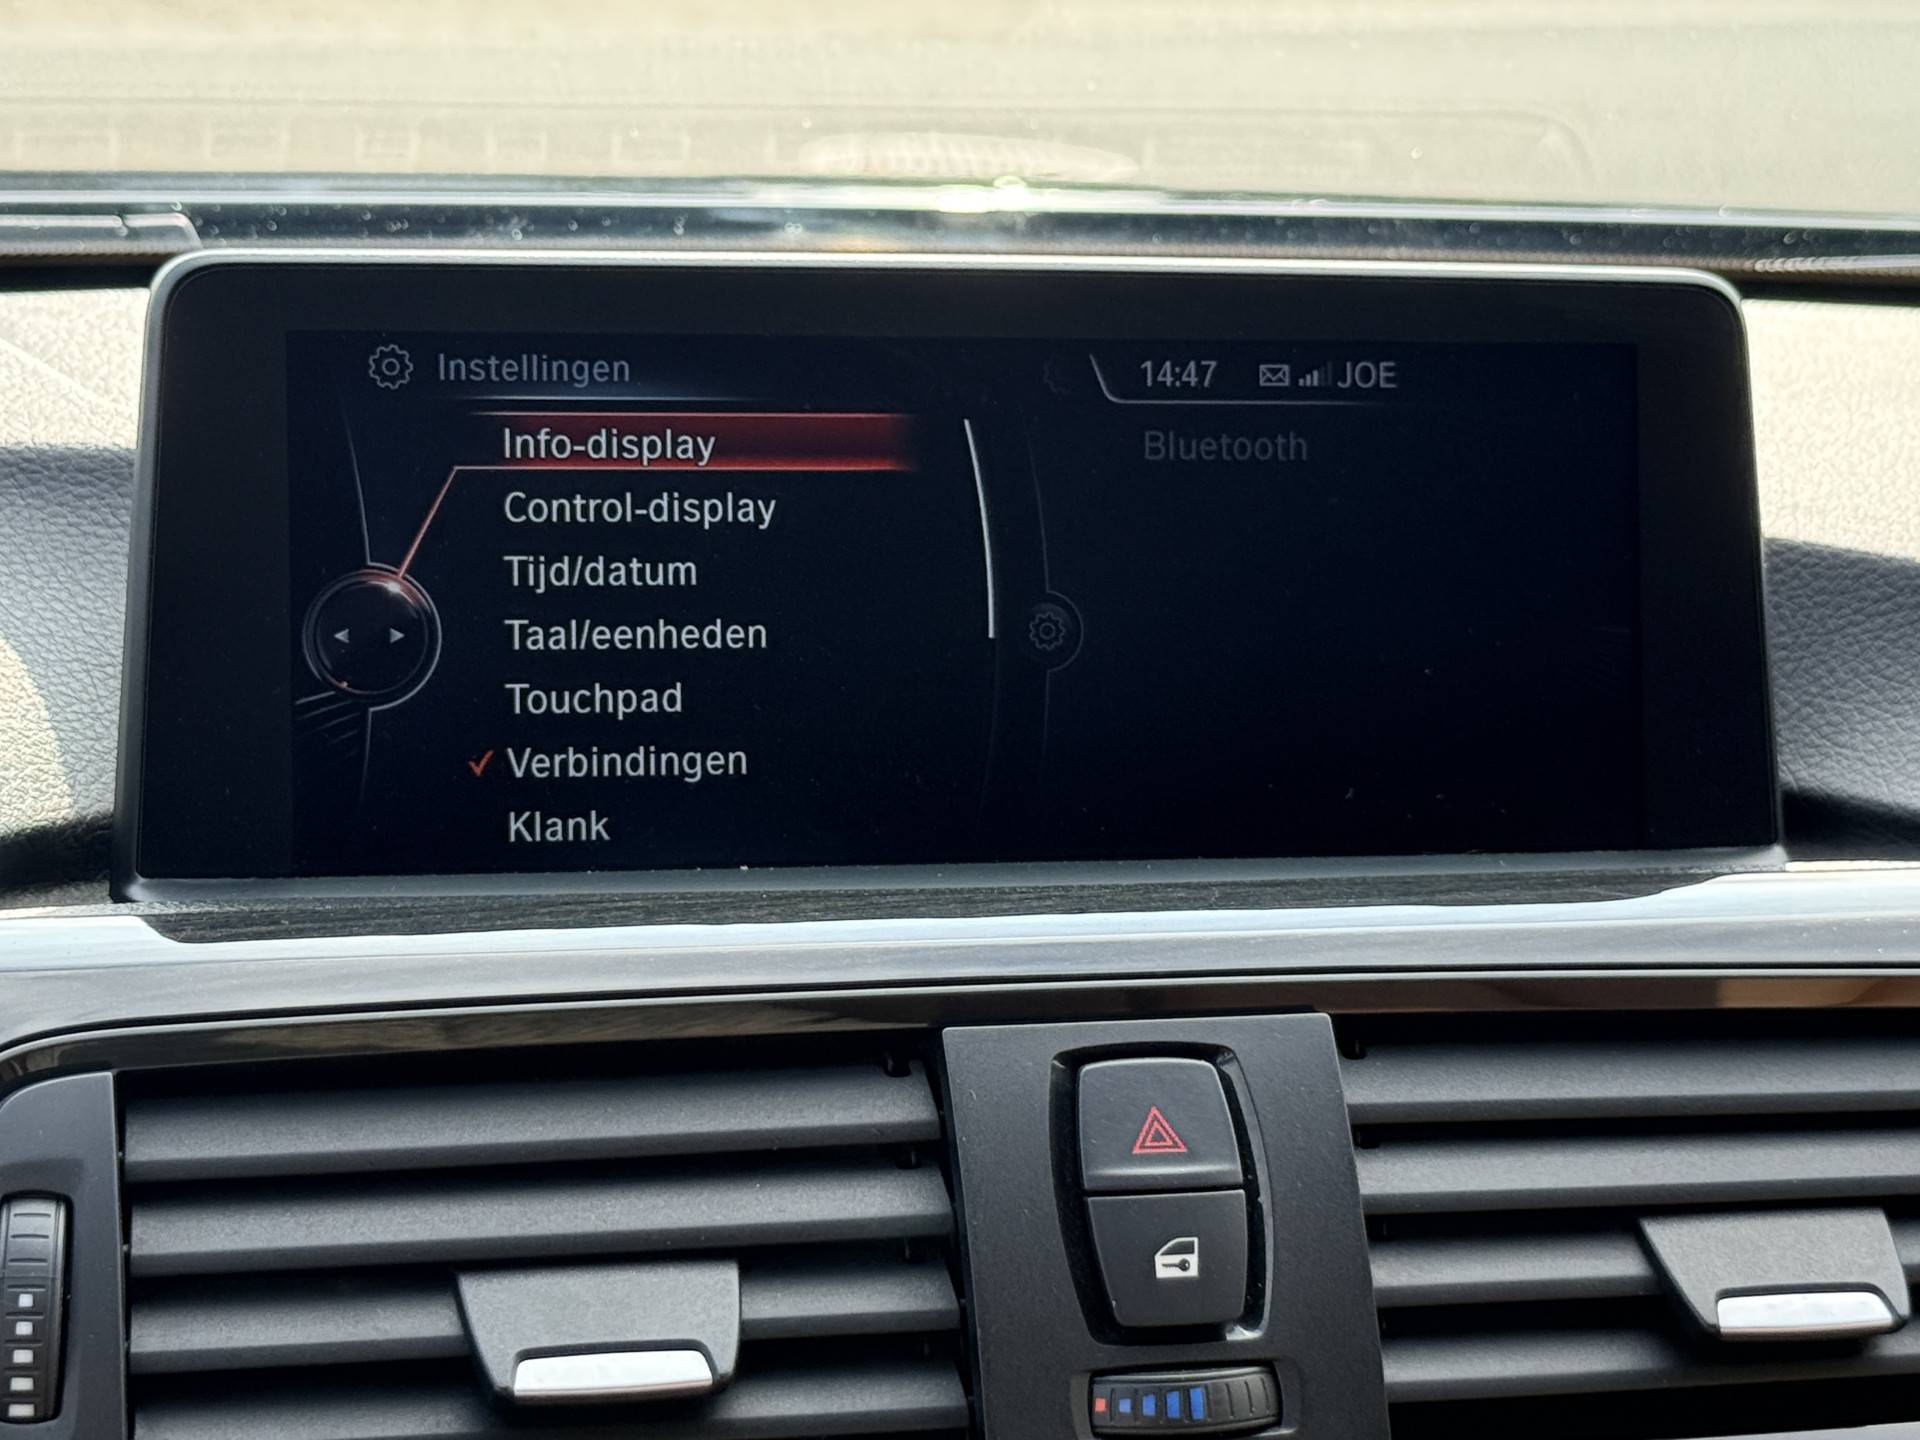 Instellingen
14:47 JOE
Info-display
Bluetooth
Control-display
Tijd/datum
Taal/eenheden
Touchpad
Verbindingen
Klank